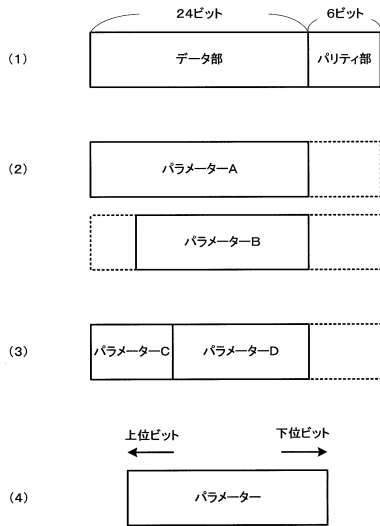 24ビット
6ビット
(1)
データ部
パリティ部
(2)
パラメーターA
パラメーターB
(3)
パラメーターC
パラメーターD
上位ビット
下位ビット
(4)
パラメーター